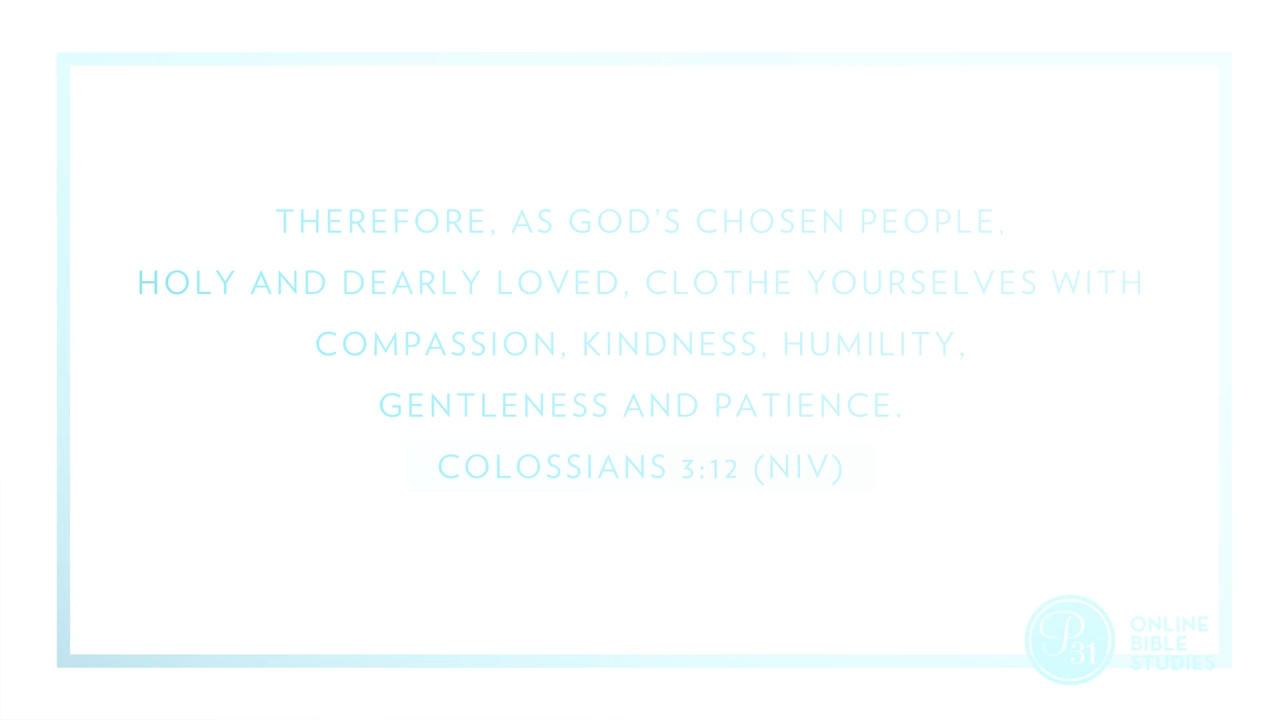 THEREFORE, AS GOD'S CHOSEN PEOPLE,
HOLY AND DEARLY LOVED, CLOTHE YOURSELVES WITH
COMPASSION, KINDNESS, HUMILITY,
GENTLENESS AND PATIENCE.
COLOSSIANS 3:12 (NIV)
P31
ONLINE
BIBLE
STUDIES